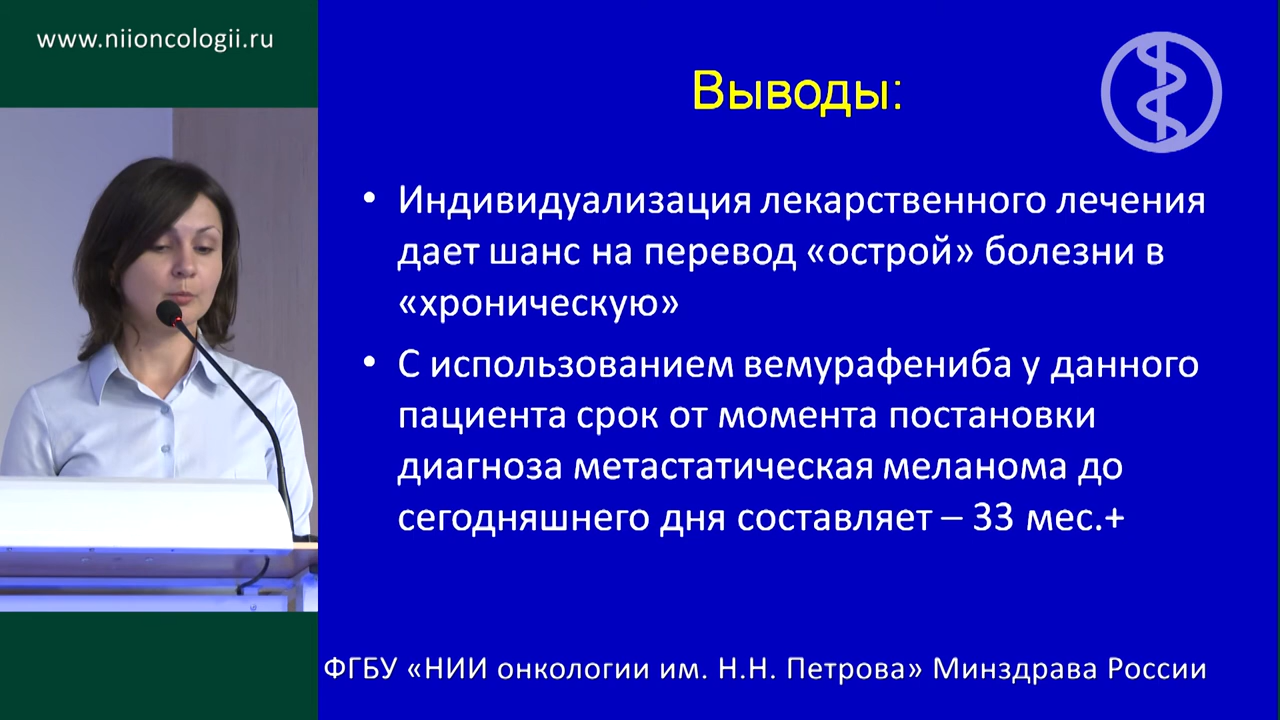 www.niioncologii.ru
Выводы:
• Индивидуализация лекарственного лечения
дает шанс на перевод «острой» болезни в
«хроническую»
• С использованием вемурафениба у данного
пациента срок от момента постановки
диагноза метастатическая меланома до
сегодняшнего дня составляет – 33 мес.+
ФГБУ «НИИ онкологии им. Н.Н. Петрова» Минздрава России